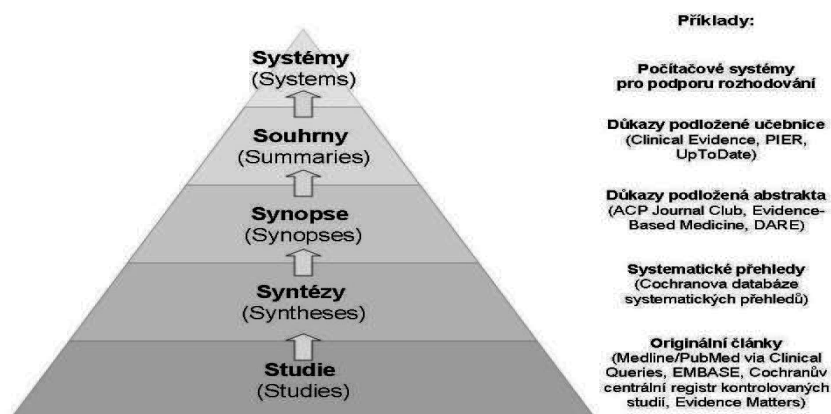 Příklady:
Systémy
(Systems)
Počítačové systémy
pro podporu rozhodování
Souhrny
(Summaries)
Důkazy podložené učebnice
(Clinical Evidence, PIER,
UpToDate)
Synopse
(Synopses)
Důkazy podložená abstrakta
(ACP Journal Club, Evidence-
Based Medicine, DARE)
Syntézy
(Syntheses)
Systematické přehledy
(Cochranova databáze
systematických přehledů)
Studie
(Studies)
Originální články
(Medline/PubMed via Clinical
Queries, EMBASE, Cochranův
centrální registr kontrolovaných
studií, Evidence Matters)